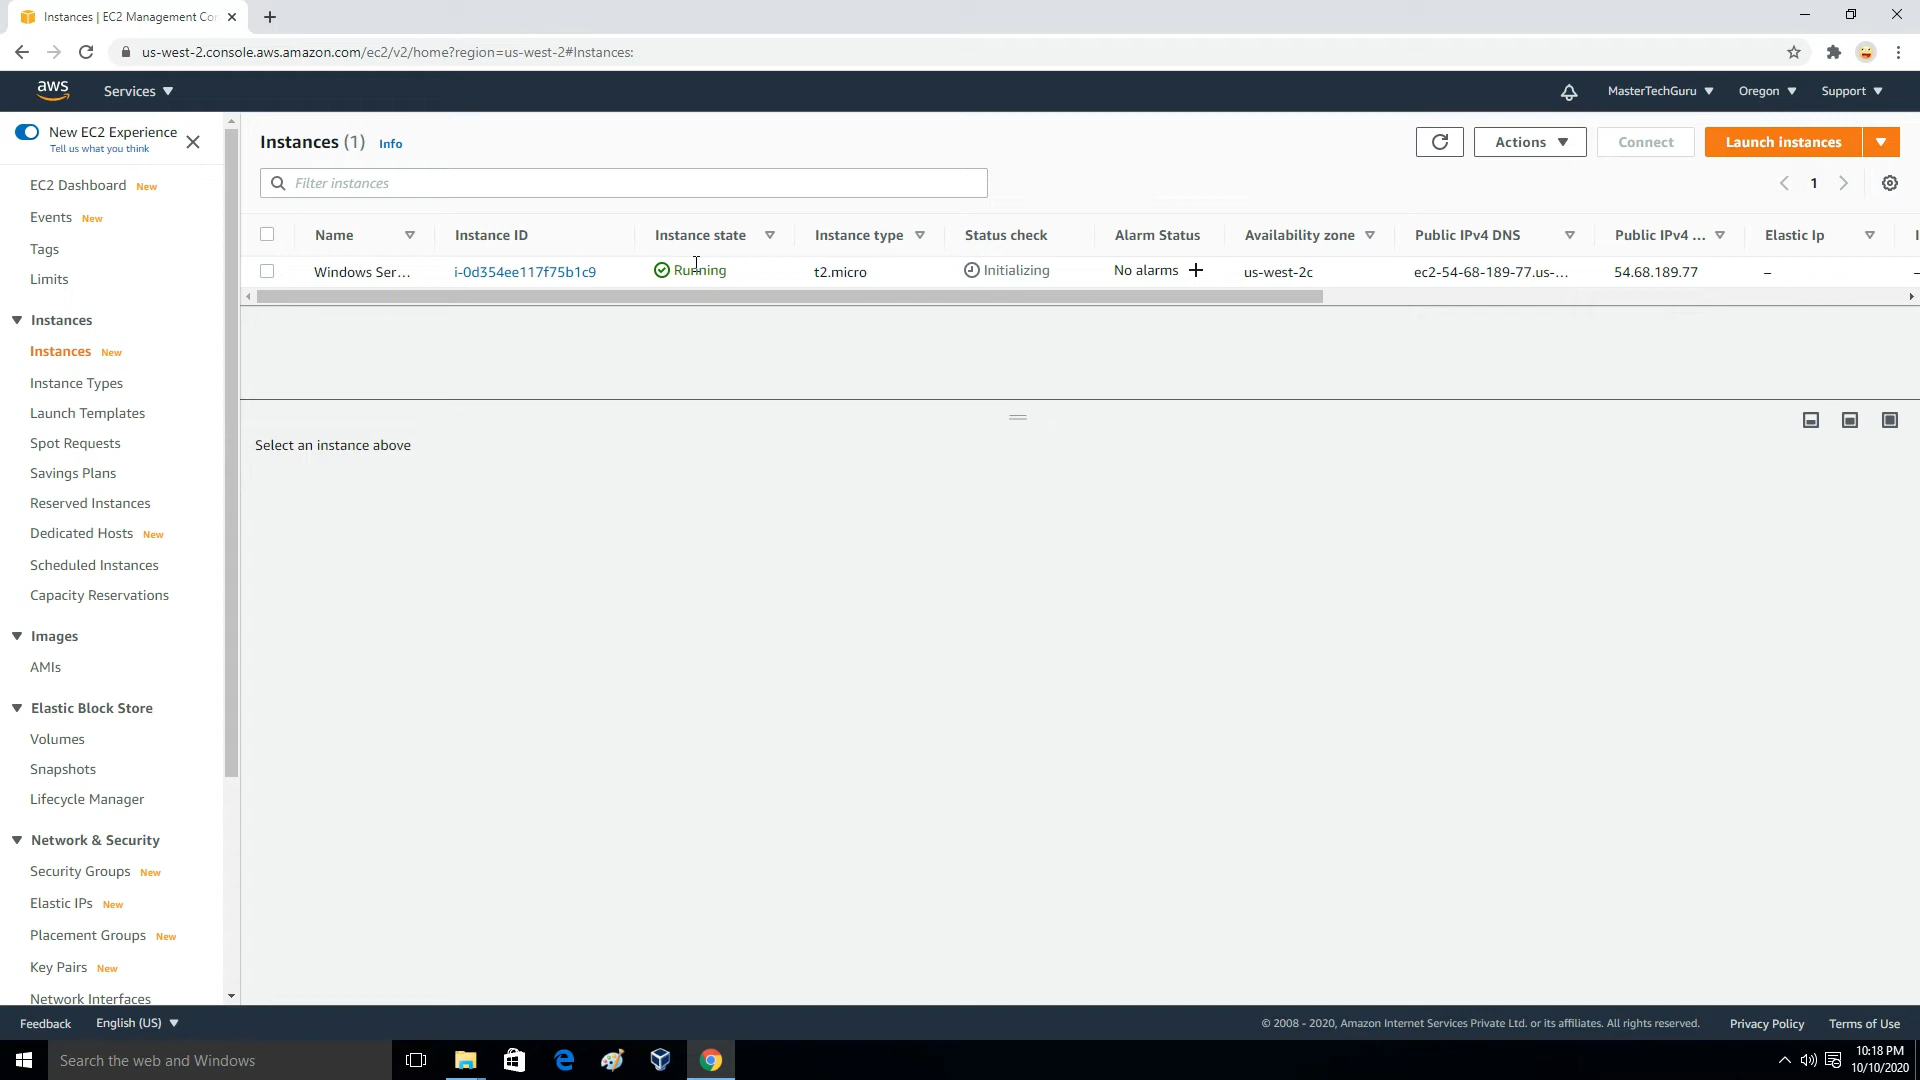 Instances | EC2 Management Con
us-west-2.console.aws.amazon.com/ec2/v2/home?region=us-west-2#Instances:
aws
Services
MasterTechGuru
Oregon
Support
New EC2 Experience
Tell us what you think
EC2 Dashboard New
Events New
Tags
Limits
Instances
Instances New
Instance Types
Launch Templates
Spot Requests
Savings Plans
Reserved Instances
Dedicated Hosts New
Scheduled Instances
Capacity Reservations
Images
AMIs
Elastic Block Store
Volumes
Snapshots
Lifecycle Manager
Network & Security
Security Groups New
Elastic IPs New
Placement Groups New
Key Pairs New
Network Interfaces
Instances (1) Info
Actions
Connect
Launch instances
Filter instances
1
Name Instance ID Instance state Instance type Status check Alarm Status Availability zone Public IPv4 DNS Public IPv4 ... Elastic Ip
Windows Ser... i-0d354ee117f75b1c9 Running t2.micro Initializing No alarms + us-west-2c ec2-54-68-189-77.us-... 54.68.189.77 –
Select an instance above
Feedback English (US)
© 2008 - 2020, Amazon Internet Services Private Ltd. or its affiliates. All rights reserved. Privacy Policy Terms of Use
Search the web and Windows
10:18 PM
10/10/2020